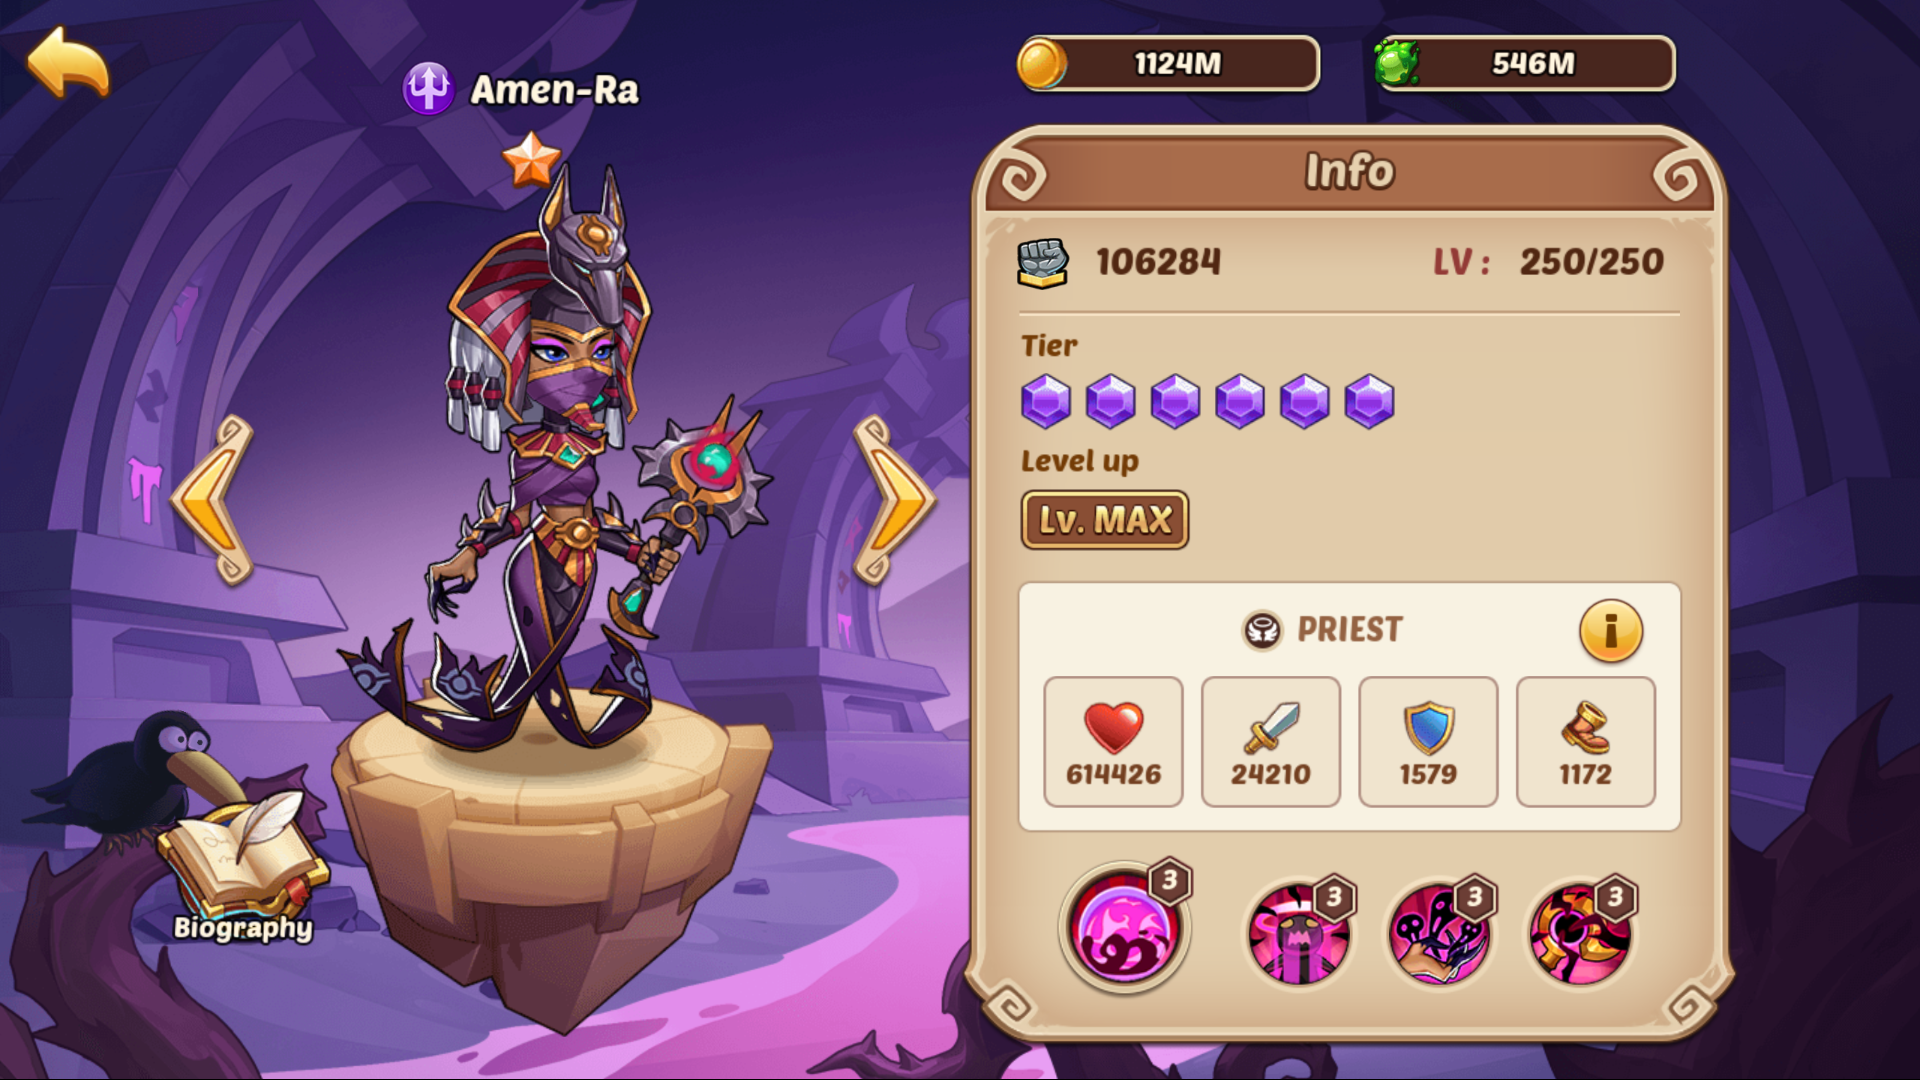 Amen-Ra
1124M
546M
Info
106284
LV : 250/250
Tier
Level up
Lv. MAX
PRIEST
614426
24210
1579
1172
3
3
3
3
Biography